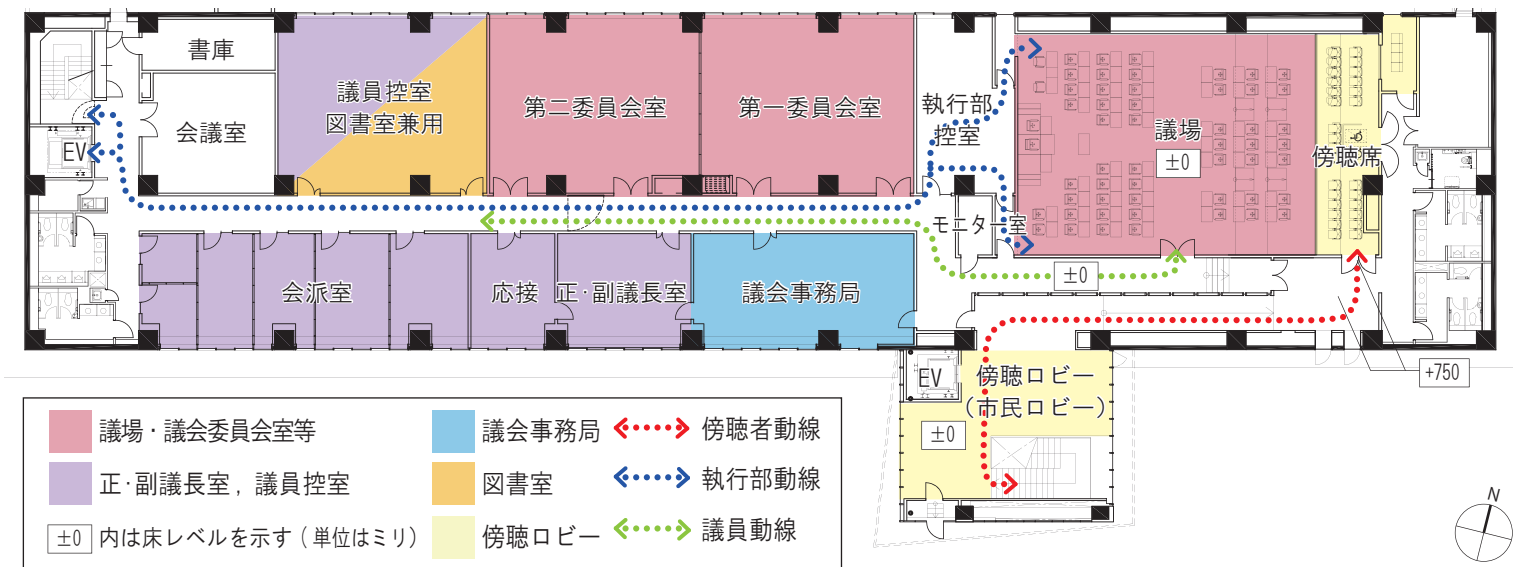 書庫
会議室
EV
議員控室
図書室兼用
第二委員会室
第一委員会室
執行部
控室
議場
±0
傍聴席
モニター室
±0
会派室
応接
正・副議長室
議会事務局
+750
EV
傍聴ロビー
（市民ロビー）
±0
議場・議会委員会室等
議会事務局
傍聴者動線
正・副議長室，議員控室
図書室
執行部動線
±0 内は床レベルを示す（単位はミリ）
傍聴ロビー
議員動線
N